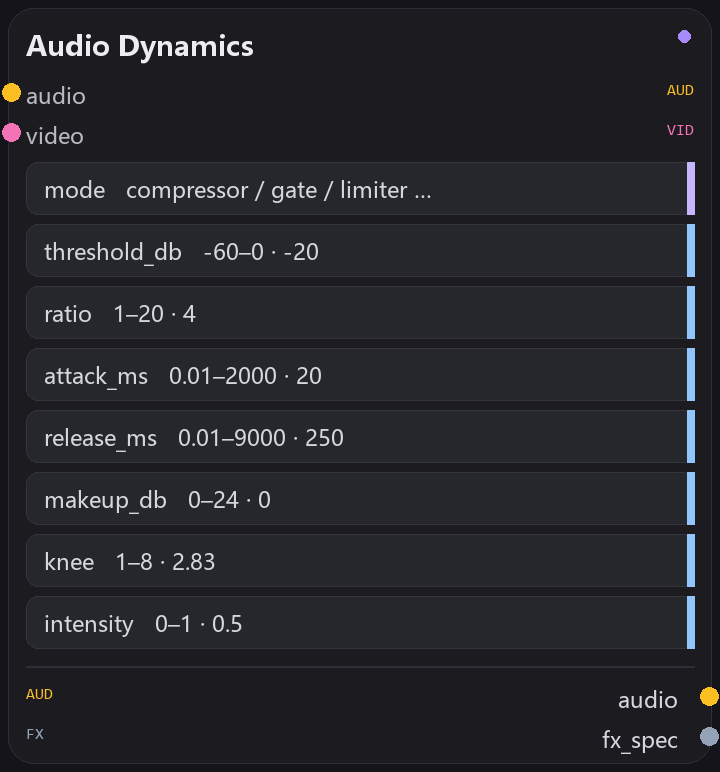 Audio Dynamics
audio AUD
video VID
mode compressor / gate / limiter ...
threshold_db -60–0 · -20
ratio 1–20 · 4
attack_ms 0.01–2000 · 20
release_ms 0.01–9000 · 250
makeup_db 0–24 · 0
knee 1–8 · 2.83
intensity 0–1 · 0.5
AUD audio
FX fx_spec